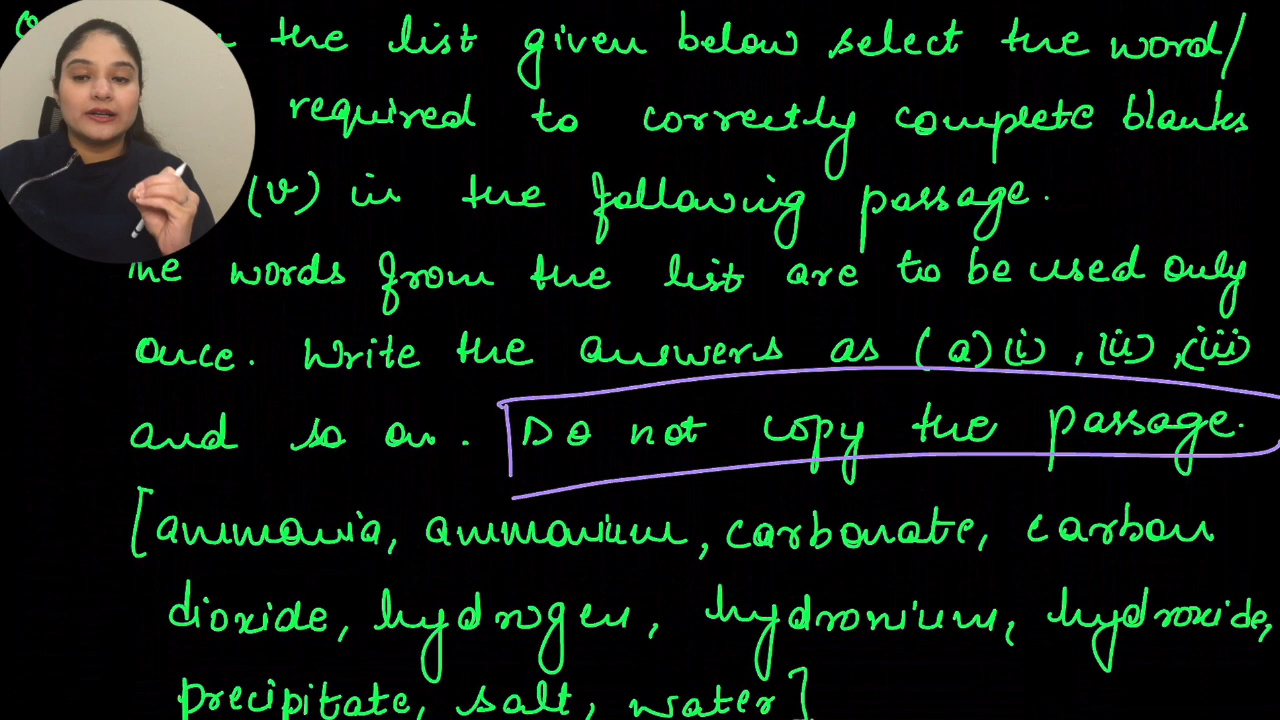 the list given below select the word/
required to correctly complete blanks
(v) in the following passage.
words from the list are to be used only
once. Write the answers as (a)(i), (ii), (iii)
and so on. Do not copy the passage.
[ammonia, ammonium, carbonate, carbon
dioxide, hydrogen, hydronium, hydroxide,
precipitate, salt, water]